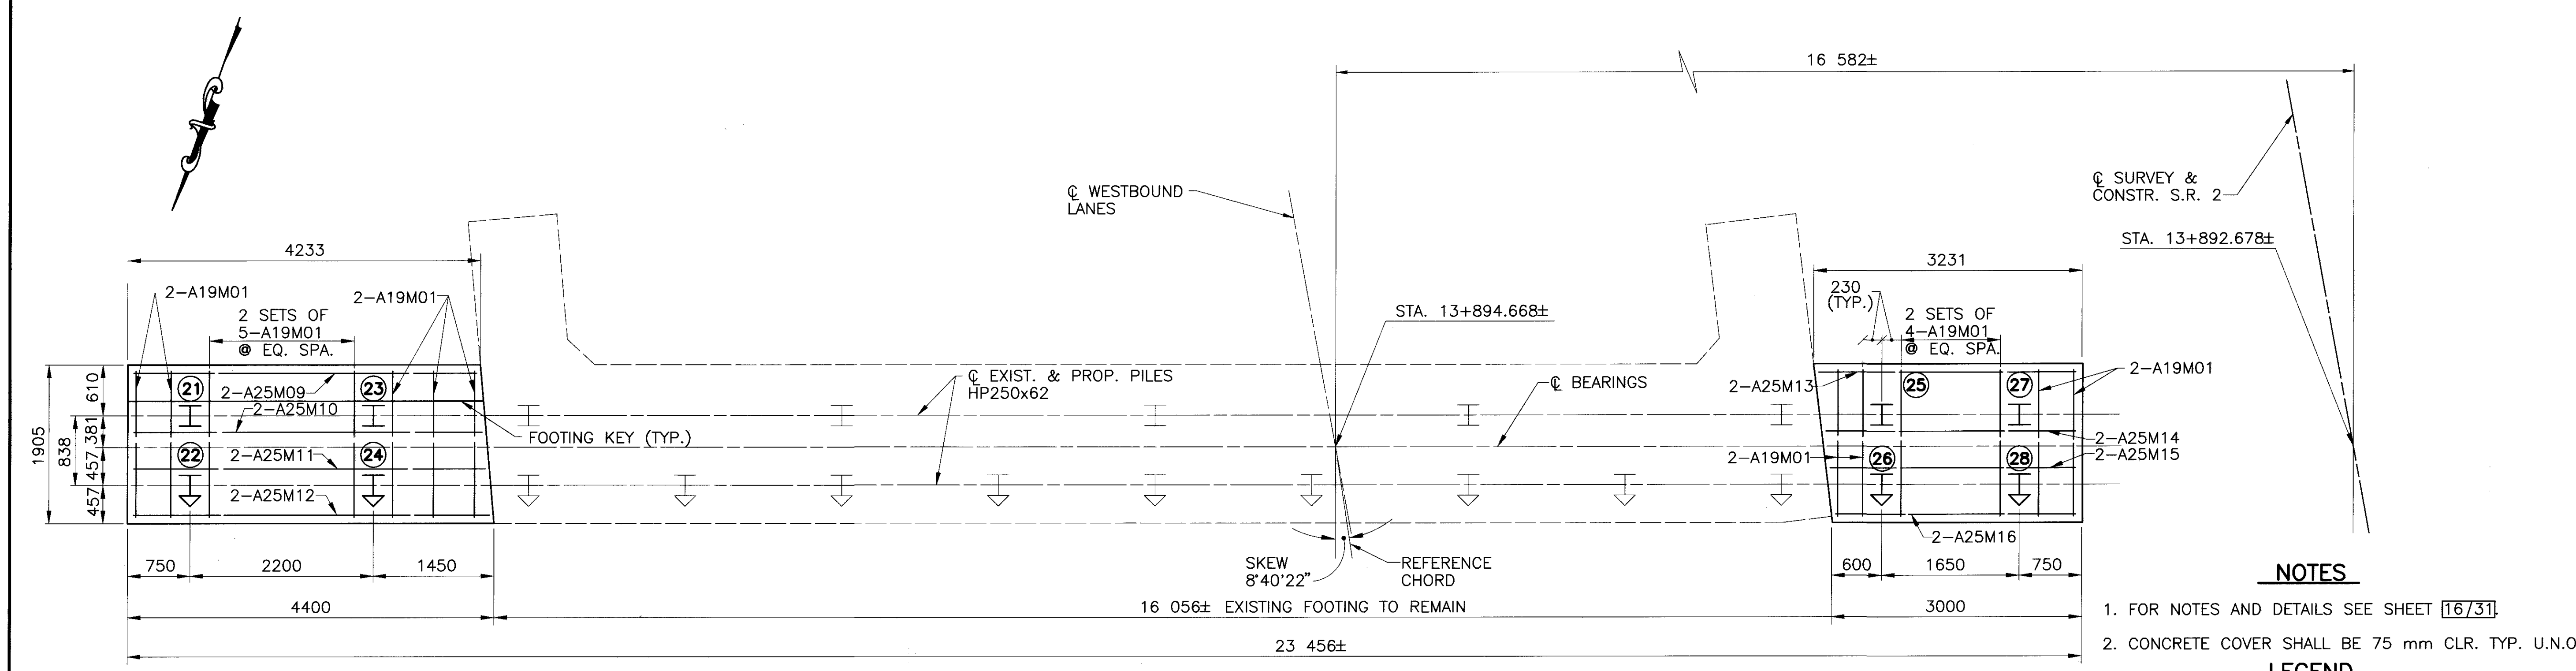 16 582±
℄ WESTBOUND
LANES
℄ SURVEY &
CONSTR. S.R. 2
STA. 13+892.678±
4233
3231
2-A19M01
2-A19M01
2 SETS OF
5-A19M01
@ EQ. SPA.
STA. 13+894.668±
230
(TYP.)
2 SETS OF
4-A19M01
@ EQ. SPA.
2-A19M01
610
21
23
2-A25M09
2-A25M10
℄ EXIST. & PROP. PILES
HP250x62
℄ BEARINGS
2-A25M13
25
27
1905
838
381
457
457
FOOTING KEY (TYP.)
2-A25M14
2-A25M15
22
2-A25M11
24
2-A19M01
26
28
2-A25M12
2-A25M16
750
2200
1450
SKEW
8°40'22"
REFERENCE
CHORD
600
1650
750
4400
16 056± EXISTING FOOTING TO REMAIN
3000
23 456±
NOTES
1. FOR NOTES AND DETAILS SEE SHEET 16/31.
2. CONCRETE COVER SHALL BE 75 mm CLR. TYP. U.N.O
LEGEND